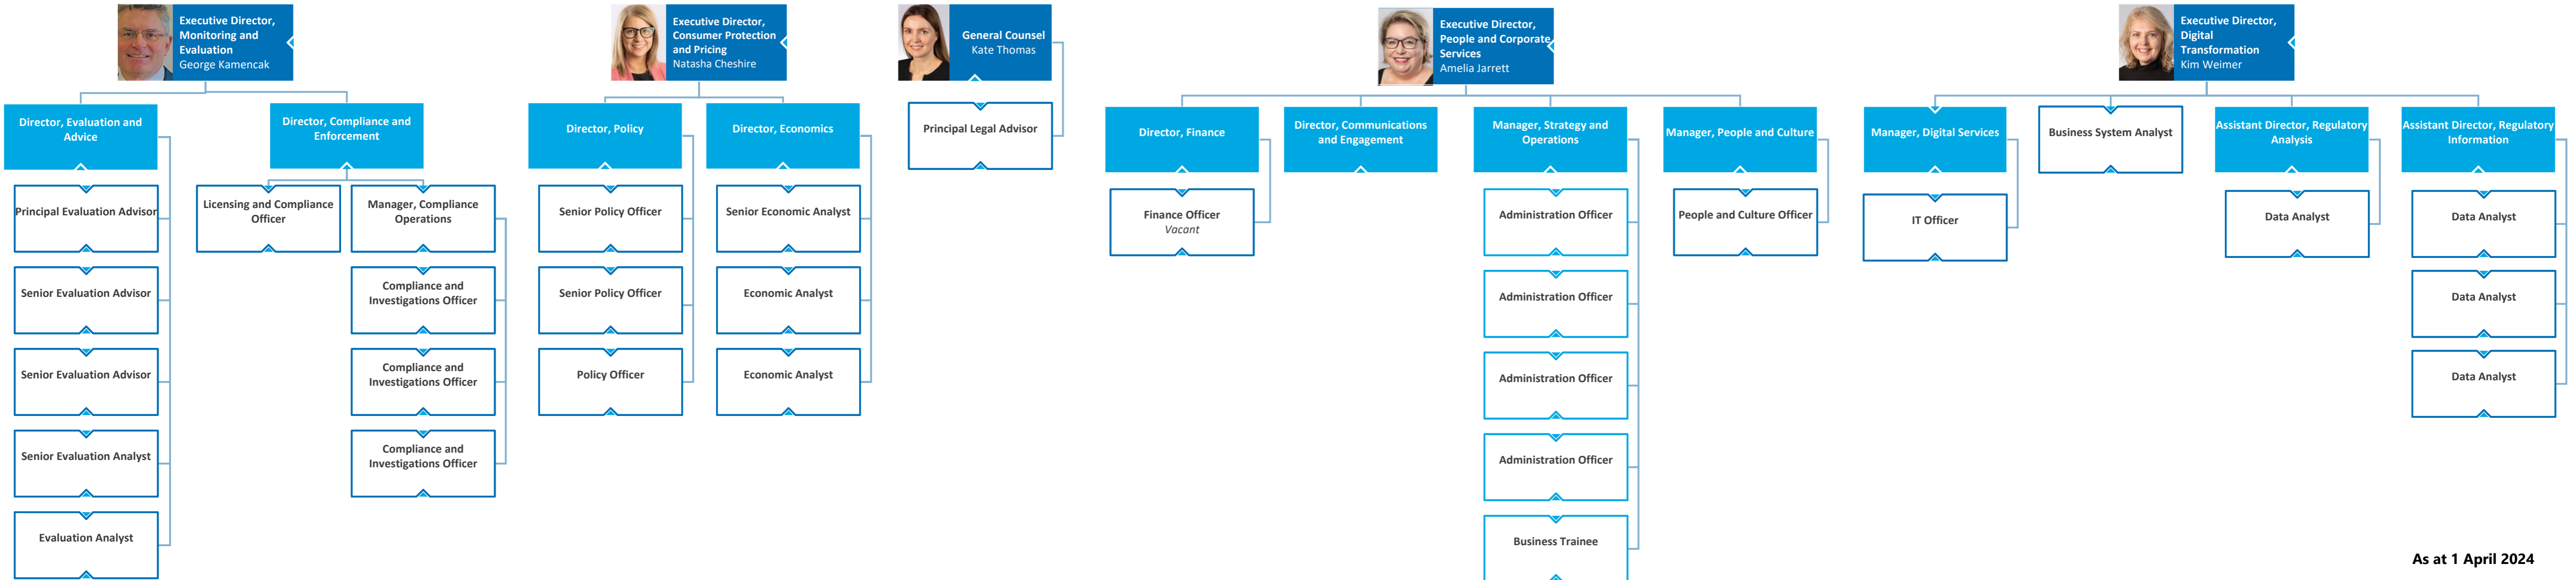 Executive Director,
Monitoring and
Evaluation
George Kamencak
Executive Director,
Consumer Protection
and Pricing
Natasha Cheshire
General Counsel
Kate Thomas
Executive Director,
People and Corporate
Services
Amelia Jarrett
Executive Director,
Digital
Transformation
Kim Weimer
Director, Evaluation and
Advice
Director, Compliance and
Enforcement
Director, Policy
Director, Economics
Principal Legal Advisor
Director, Finance
Director, Communications
and Engagement
Manager, Strategy and
Operations
Manager, People and Culture
Manager, Digital Services
Business System Analyst
Assistant Director, Regulatory
Analysis
Assistant Director, Regulatory
Information
Principal Evaluation Advisor
Licensing and Compliance
Officer
Manager, Compliance
Operations
Senior Policy Officer
Senior Economic Analyst
Finance Officer
Vacant
Administration Officer
People and Culture Officer
IT Officer
Data Analyst
Data Analyst
Senior Evaluation Advisor
Compliance and
Investigations Officer
Senior Policy Officer
Economic Analyst
Administration Officer
Data Analyst
Senior Evaluation Advisor
Compliance and
Investigations Officer
Policy Officer
Economic Analyst
Administration Officer
Data Analyst
Senior Evaluation Analyst
Compliance and
Investigations Officer
Administration Officer
Evaluation Analyst
Business Trainee
As at 1 April 2024